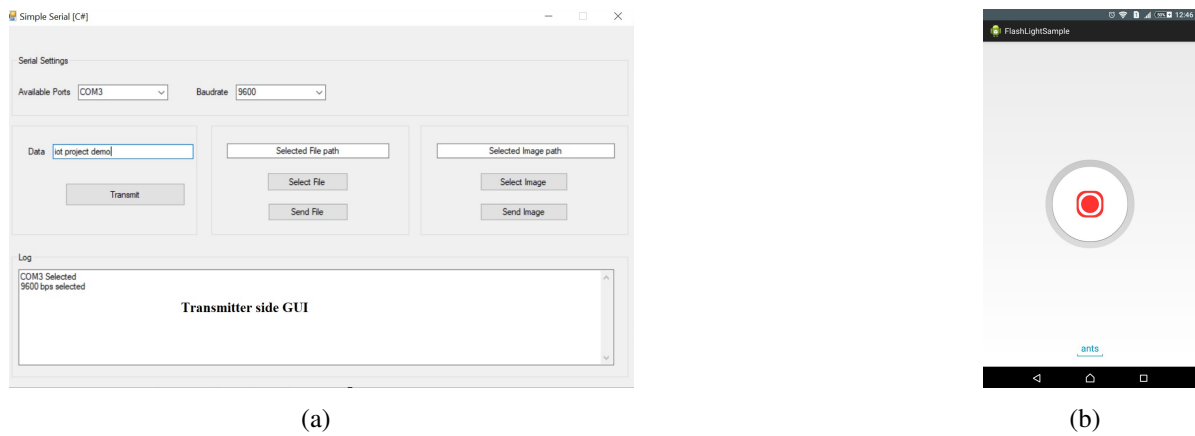 Simple Serial [C#]
Serial Settings
Available Ports COM3 Baudrate 9600
Data iot project demo
Transmit
Selected File path
Select File
Send File
Selected Image path
Select Image
Send Image
Log
COM3 Selected
9600 bps selected
Transmitter side GUI
(a)
12:46
FlashLightSample
ants
(b)